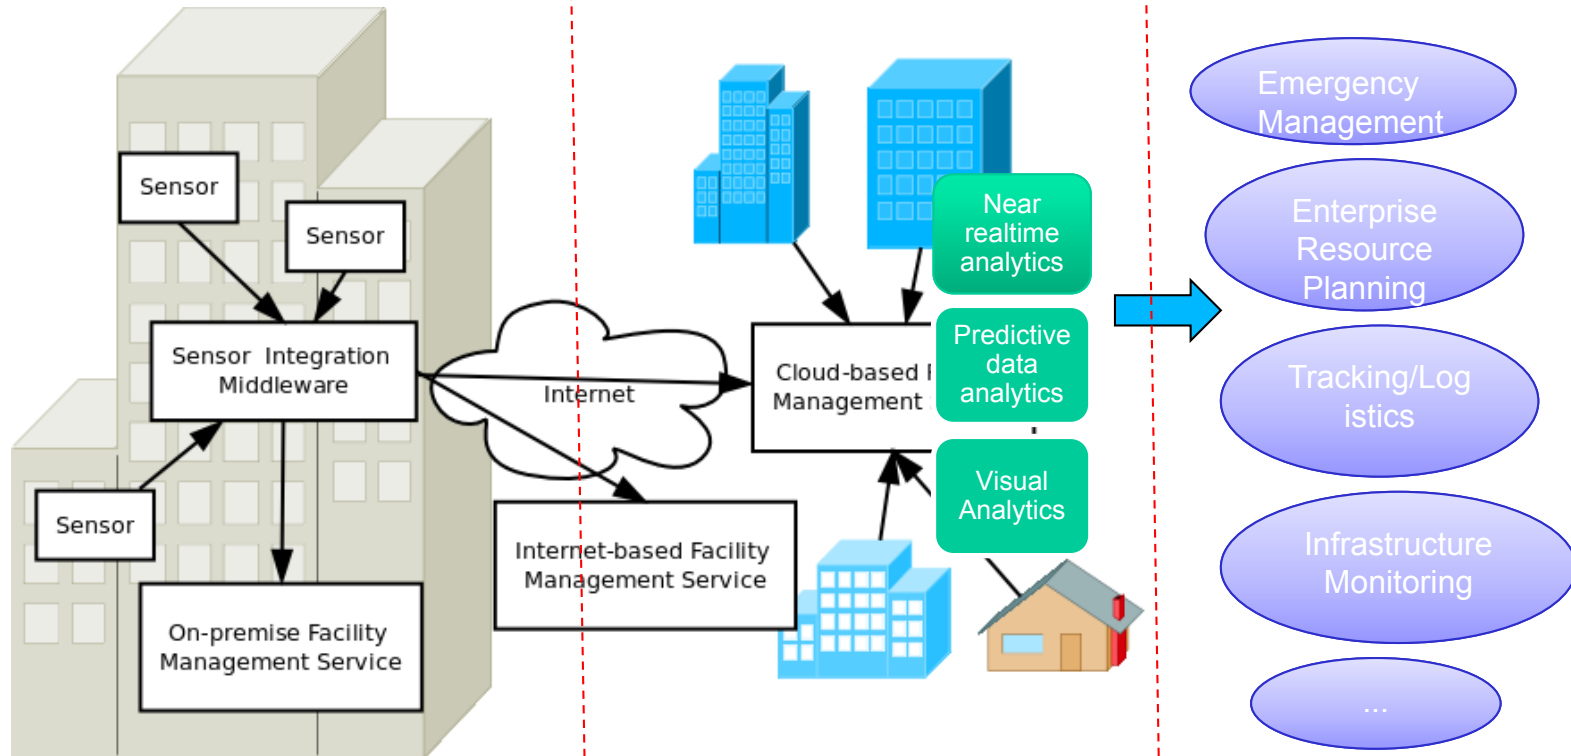 Sensor
Sensor
Sensor Integration
Middleware
Sensor
On-premise Facility
Management Service
Internet
Internet-based Facility
Management Service
Cloud-based
Management
Near
realtime
analytics
Predictive
data
analytics
Visual
Analytics
Emergency
Management
Enterprise
Resource
Planning
Tracking/Log
istics
Infrastructure
Monitoring
...